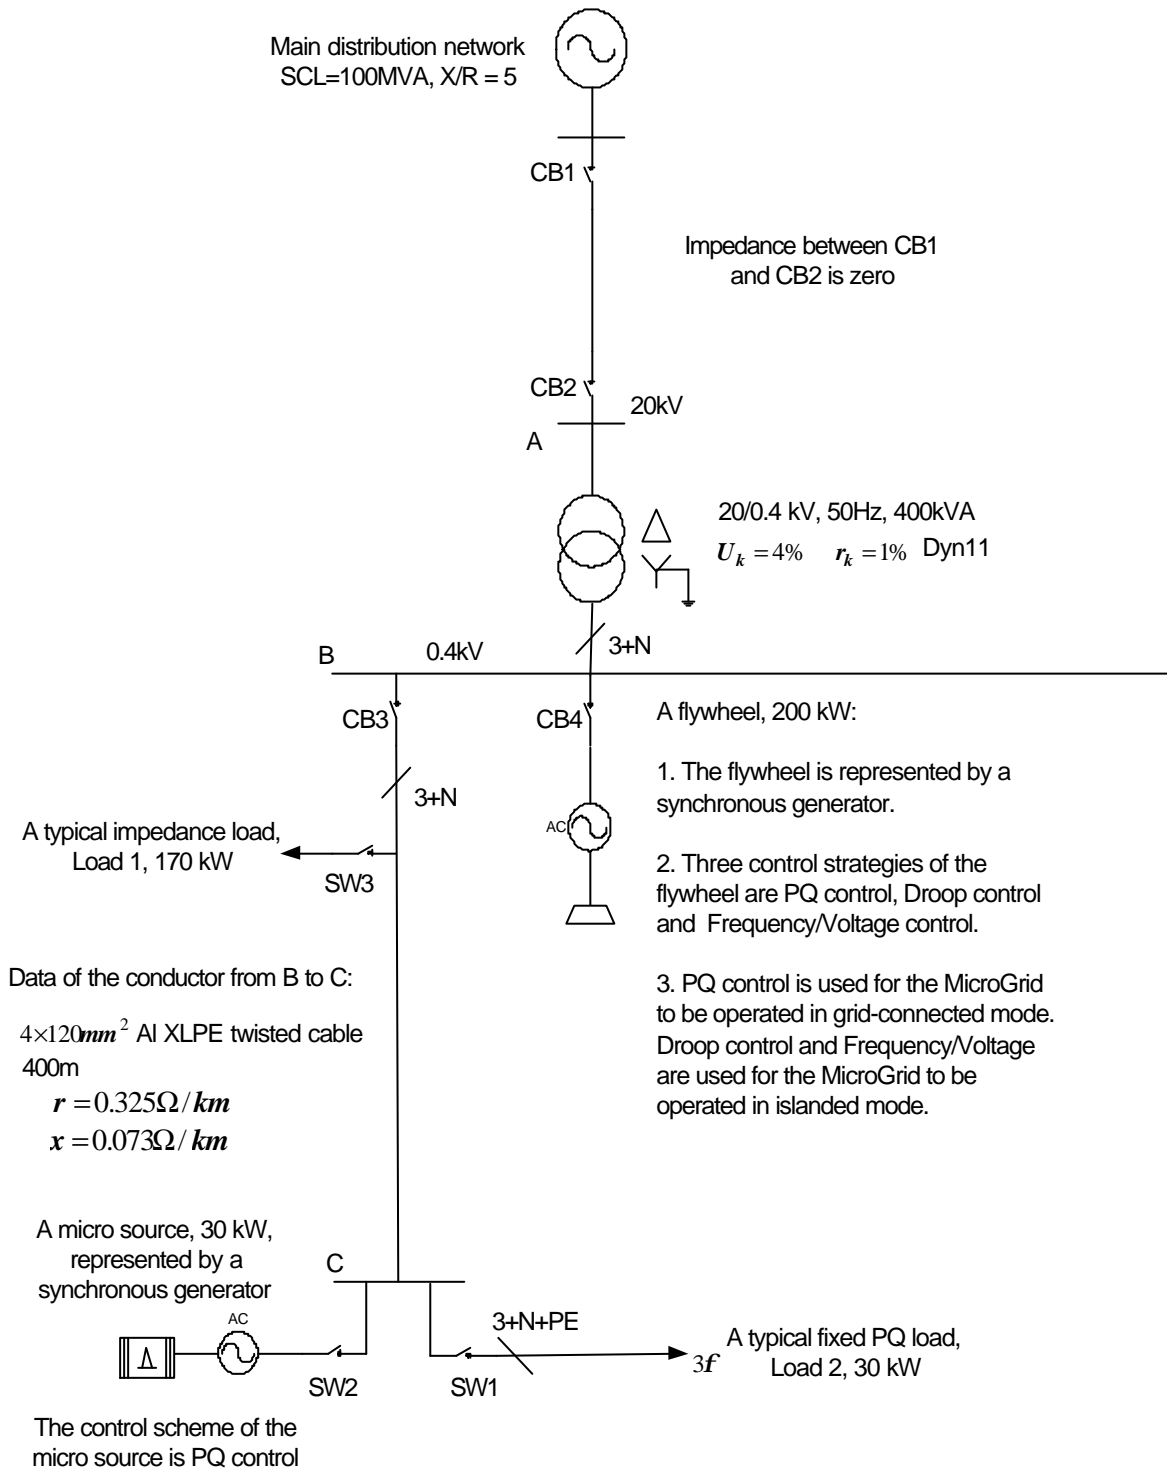 Main distribution network
SCL=100MVA, X/R = 5
CB1
Impedance between CB1
and CB2 is zero
CB2
20kV
A
20/0.4 kV, 50Hz, 400kVA
U_k = 4% r_k = 1% Dyn11
3+N
B
0.4kV
CB3
CB4
3+N
A flywheel, 200 kW:
1. The flywheel is represented by a
synchronous generator.
AC
2. Three control strategies of the
flywheel are PQ control, Droop control
and Frequency/Voltage control.
3. PQ control is used for the MicroGrid
to be operated in grid-connected mode.
Droop control and Frequency/Voltage
are used for the MicroGrid to be
operated in islanded mode.
A typical impedance load,
Load 1, 170 kW
SW3
Data of the conductor from B to C:
4×120mm² Al XLPE twisted cable
400m
r = 0.325Ω/km
x = 0.073Ω/km
A micro source, 30 kW,
represented by a
synchronous generator
C
AC
SW2
SW1
3+N+PE
3f
A typical fixed PQ load,
Load 2, 30 kW
The control scheme of the
micro source is PQ control